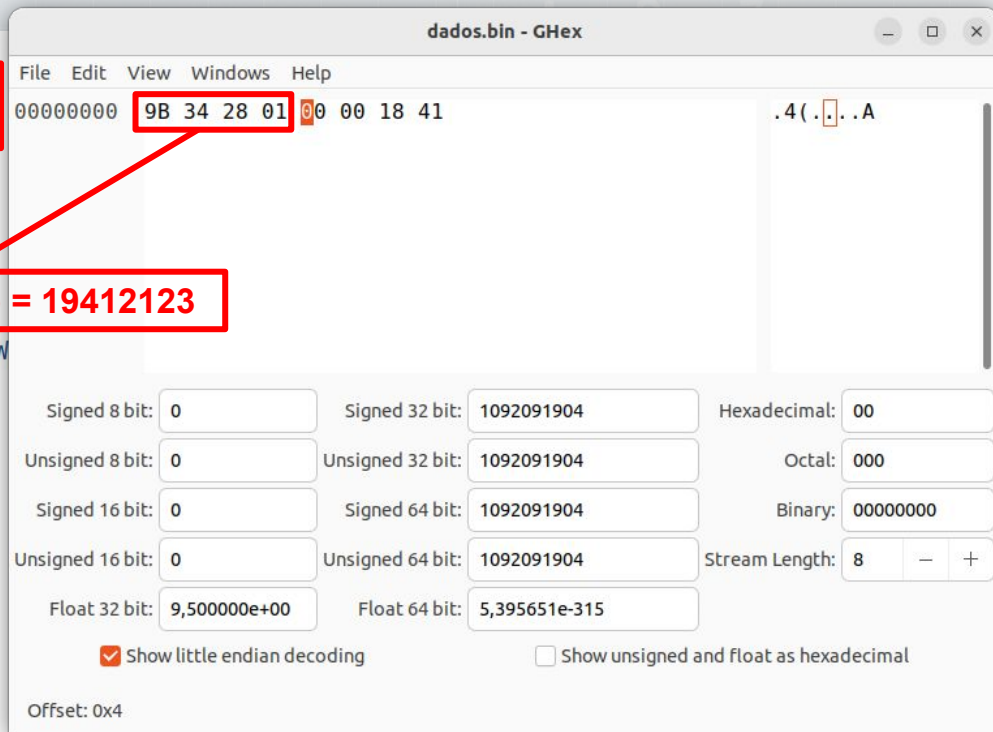 dados.bin - GHex
File Edit View Windows Help
00000000 9B 34 28 01 00 00 18 41 .4(....A
= 19412123
Signed 8 bit: 0 Signed 32 bit: 1092091904 Hexadecimal: 00
Unsigned 8 bit: 0 Unsigned 32 bit: 1092091904 Octal: 000
Signed 16 bit: 0 Signed 64 bit: 1092091904 Binary: 00000000
Unsigned 16 bit: 0 Unsigned 64 bit: 1092091904 Stream Length: 8 − +
Float 32 bit: 9,500000e+00 Float 64 bit: 5,395651e-315
Show little endian decoding Show unsigned and float as hexadecimal
Offset: 0x4